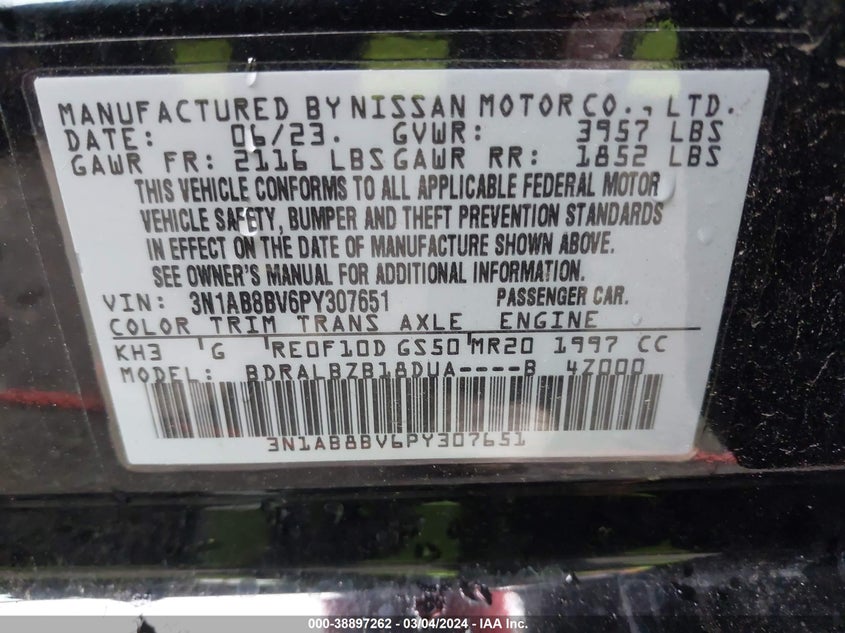 MANUFACTURED BY NISSAN MOTOR CO., LTD.
DATE: 06/23. GVWR: 3957 LBS
GAWR FR: 2116 LBS GAWR RR: 1852 LBS
THIS VEHICLE CONFORMS TO ALL APPLICABLE FEDERAL MOTOR
VEHICLE SAFETY, BUMPER AND THEFT PREVENTION STANDARDS
IN EFFECT ON THE DATE OF MANUFACTURE SHOWN ABOVE.
SEE OWNER'S MANUAL FOR ADDITIONAL INFORMATION.
VIN: 3N1AB8BV6PY307651 PASSENGER CAR.
COLOR TRIM TRANS AXLE ENGINE
KH3 G RE0F10D GS50 MR20 1997 CC
MODEL: BDRALBZB18DUA----B 47000
3N1AB8BV6PY307651
000-38897262 - 03/04/2024 - IAA Inc.